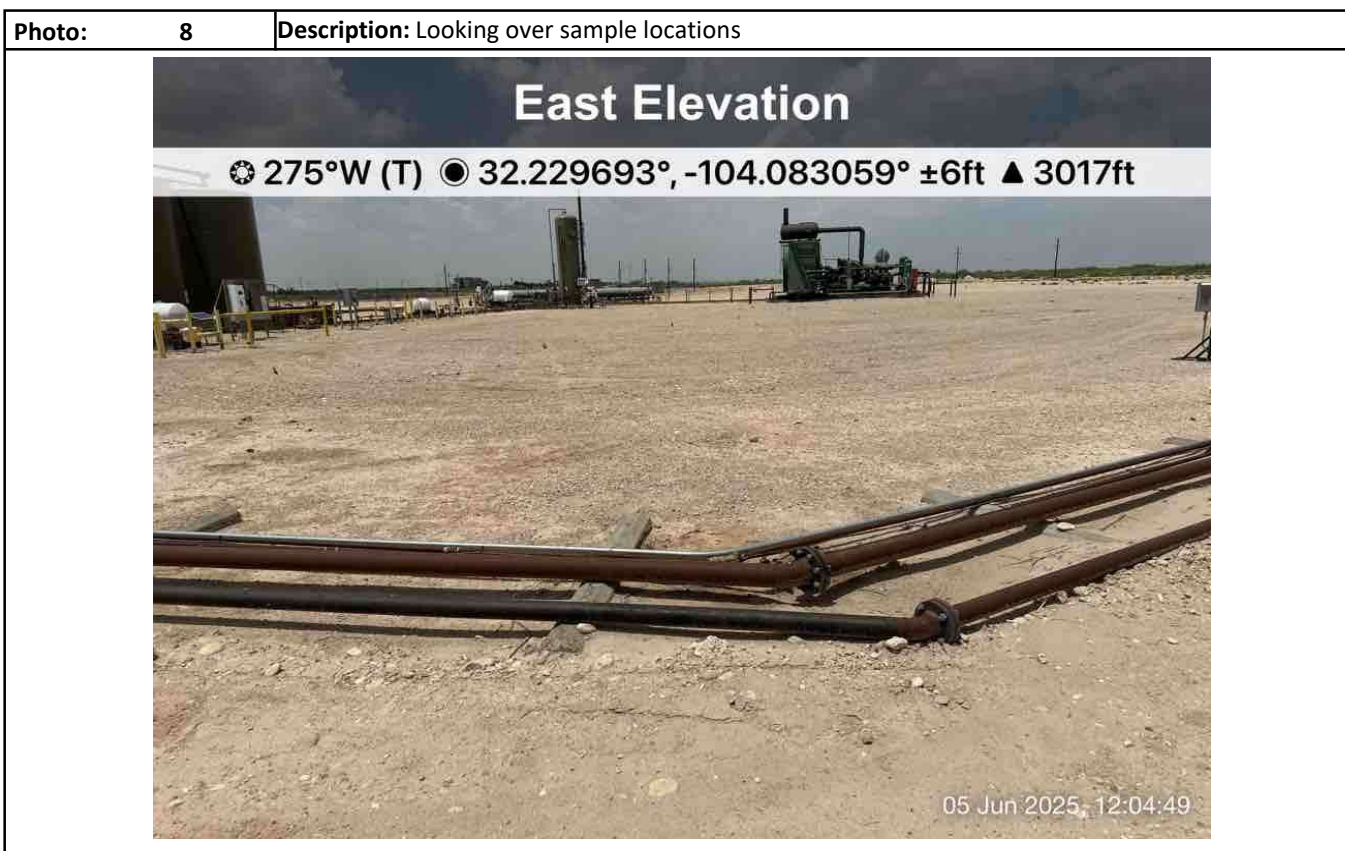 Photo: 8 Description: Looking over sample locations
East Elevation
275°W (T) 32.229693°, -104.083059° ±6ft ▲ 3017ft
05 Jun 2025, 12:04:49